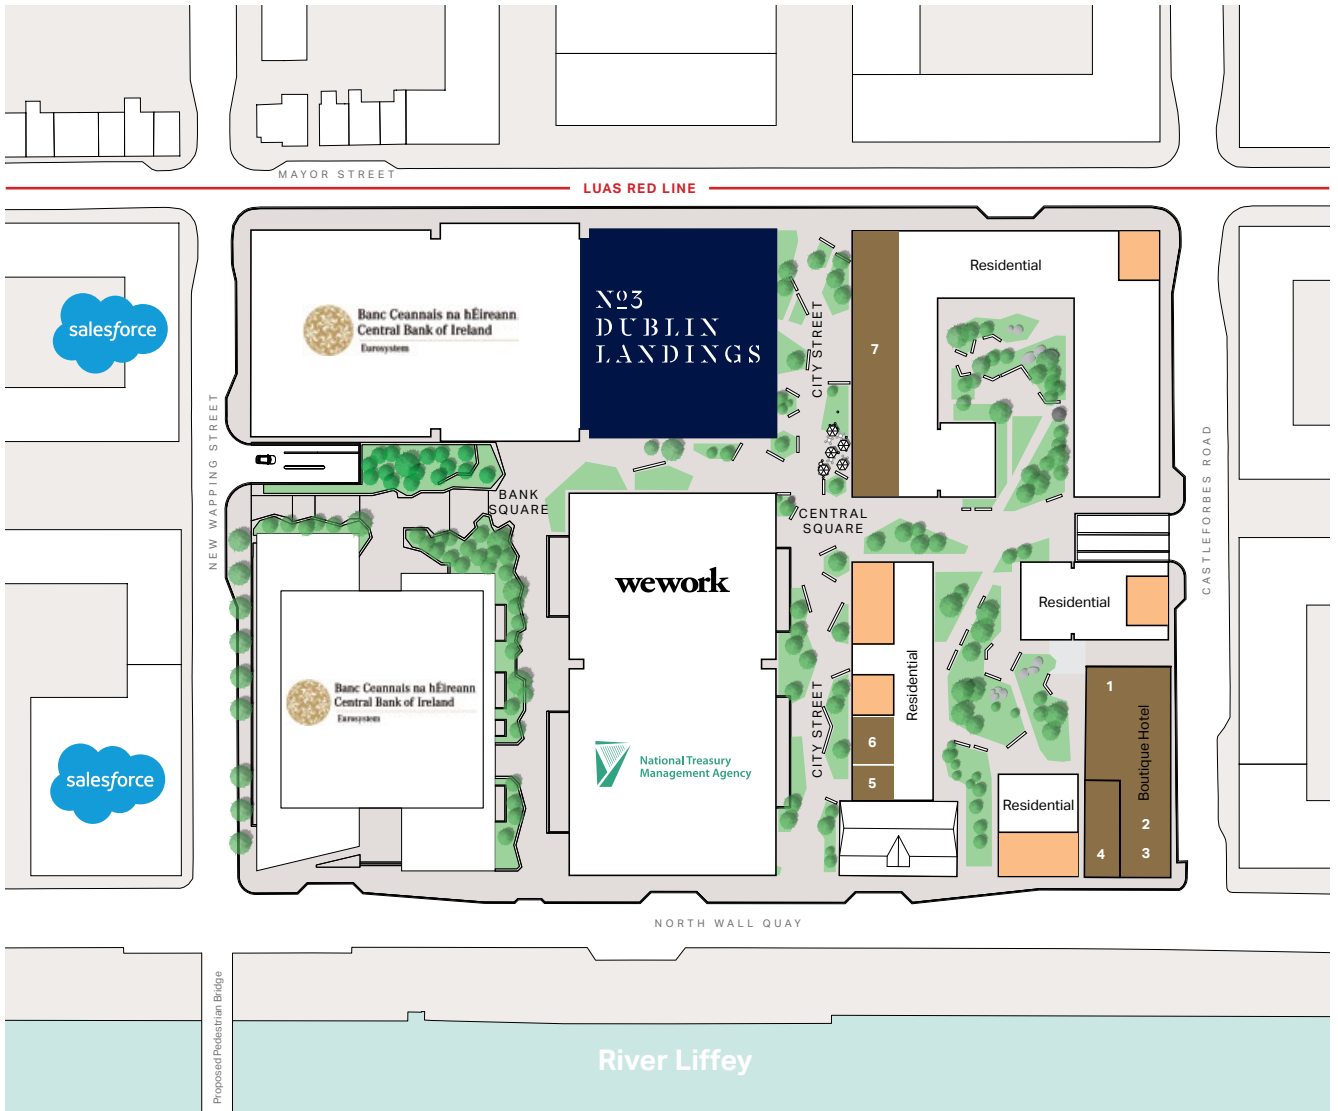 MAYOR STREET
LUAS RED LINE
salesforce
Banc Ceannais na hÉireann
Central Bank of Ireland
Eurosystem
Nº3
DUBLIN
LANDINGS
CITY STREET
7
Residential
NEW WAPPING STREET
BANK
SQUARE
CENTRAL
SQUARE
CASTLEFORBES ROAD
wework
Residential
Residential
Banc Ceannais na hÉireann
Central Bank of Ireland
Eurosystem
1
Boutique Hotel
CITY STREET
6
5
National Treasury
Management Agency
salesforce
Residential
2
4
3
NORTH WALL QUAY
Proposed Pedestrian Bridge
River Liffey